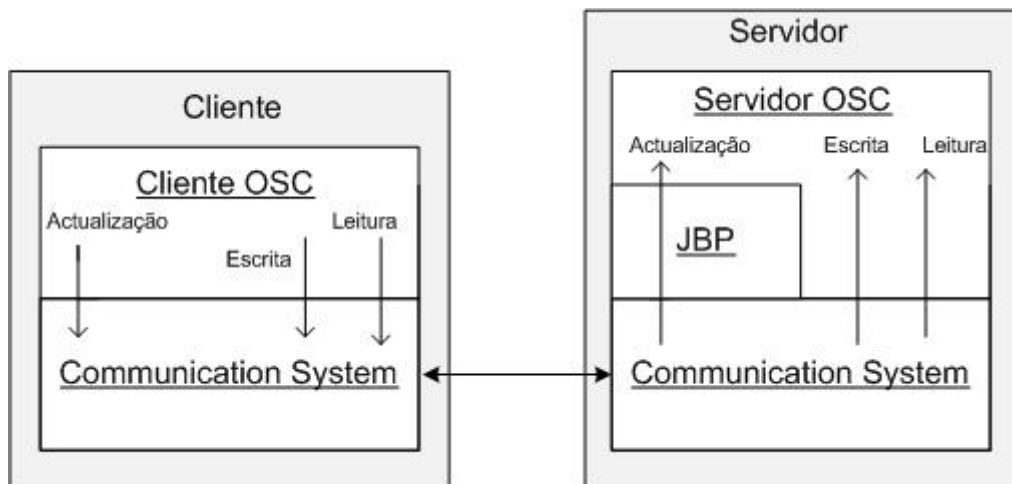 Cliente
Cliente OSC
Actualização
Leitura
Escrita
Communication System
Servidor
Servidor OSC
Actualização
Escrita
Leitura
JBP
Communication System